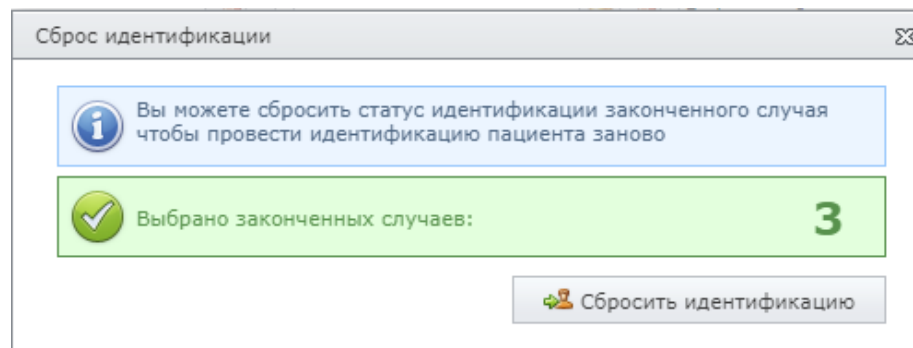 Сброс идентификации
Вы можете сбросить статус идентификации законченного случая
чтобы провести идентификацию пациента заново
Выбрано законченных случаев: 3
Сбросить идентификацию